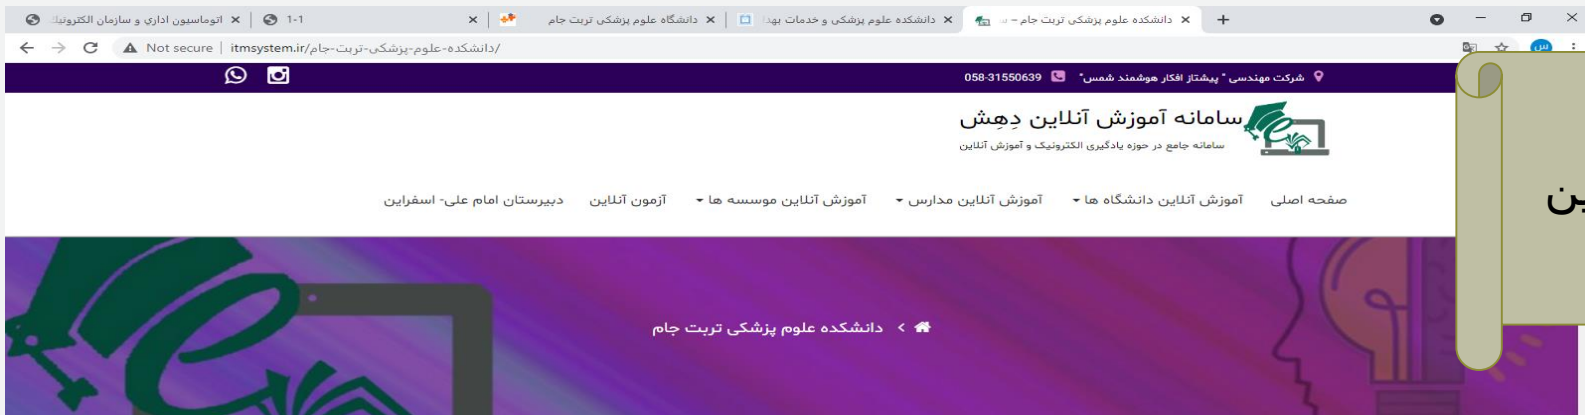 اتوماسیون اداری و سازمان الکترونیک
1-1
دانشگاه علوم پزشکی تربت جام
دانشکده علوم پزشکی و خدمات بهدا
دانشکده علوم پزشکی تربت جام –
Not secure | itmsystem.ir/دانشکده-علوم-پزشکی-تربت-جام/
س
شرکت مهندسی "پیشتاز افکار هوشمند شمس" 058-31550639
سامانه آموزش آنلاین دِهِش
سامانه جامع در حوزه یادگیری الکترونیک و آموزش آنلاین
صفحه اصلی آموزش آنلاین دانشگاه ها آموزش آنلاین مدارس آموزش آنلاین موسسه ها آزمون آنلاین دبیرستان امام علی- اسفراین
ین
دانشکده علوم پزشکی تربت جام